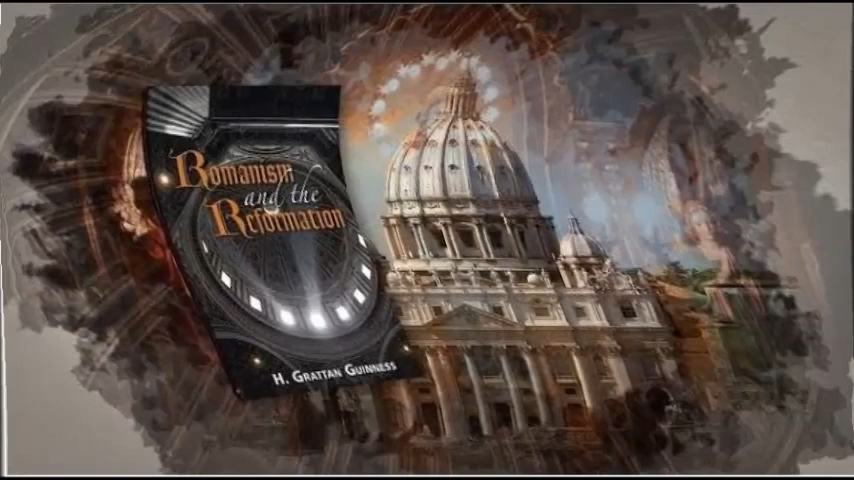 Romanism
and the
Reformation
H. Grattan Guinness